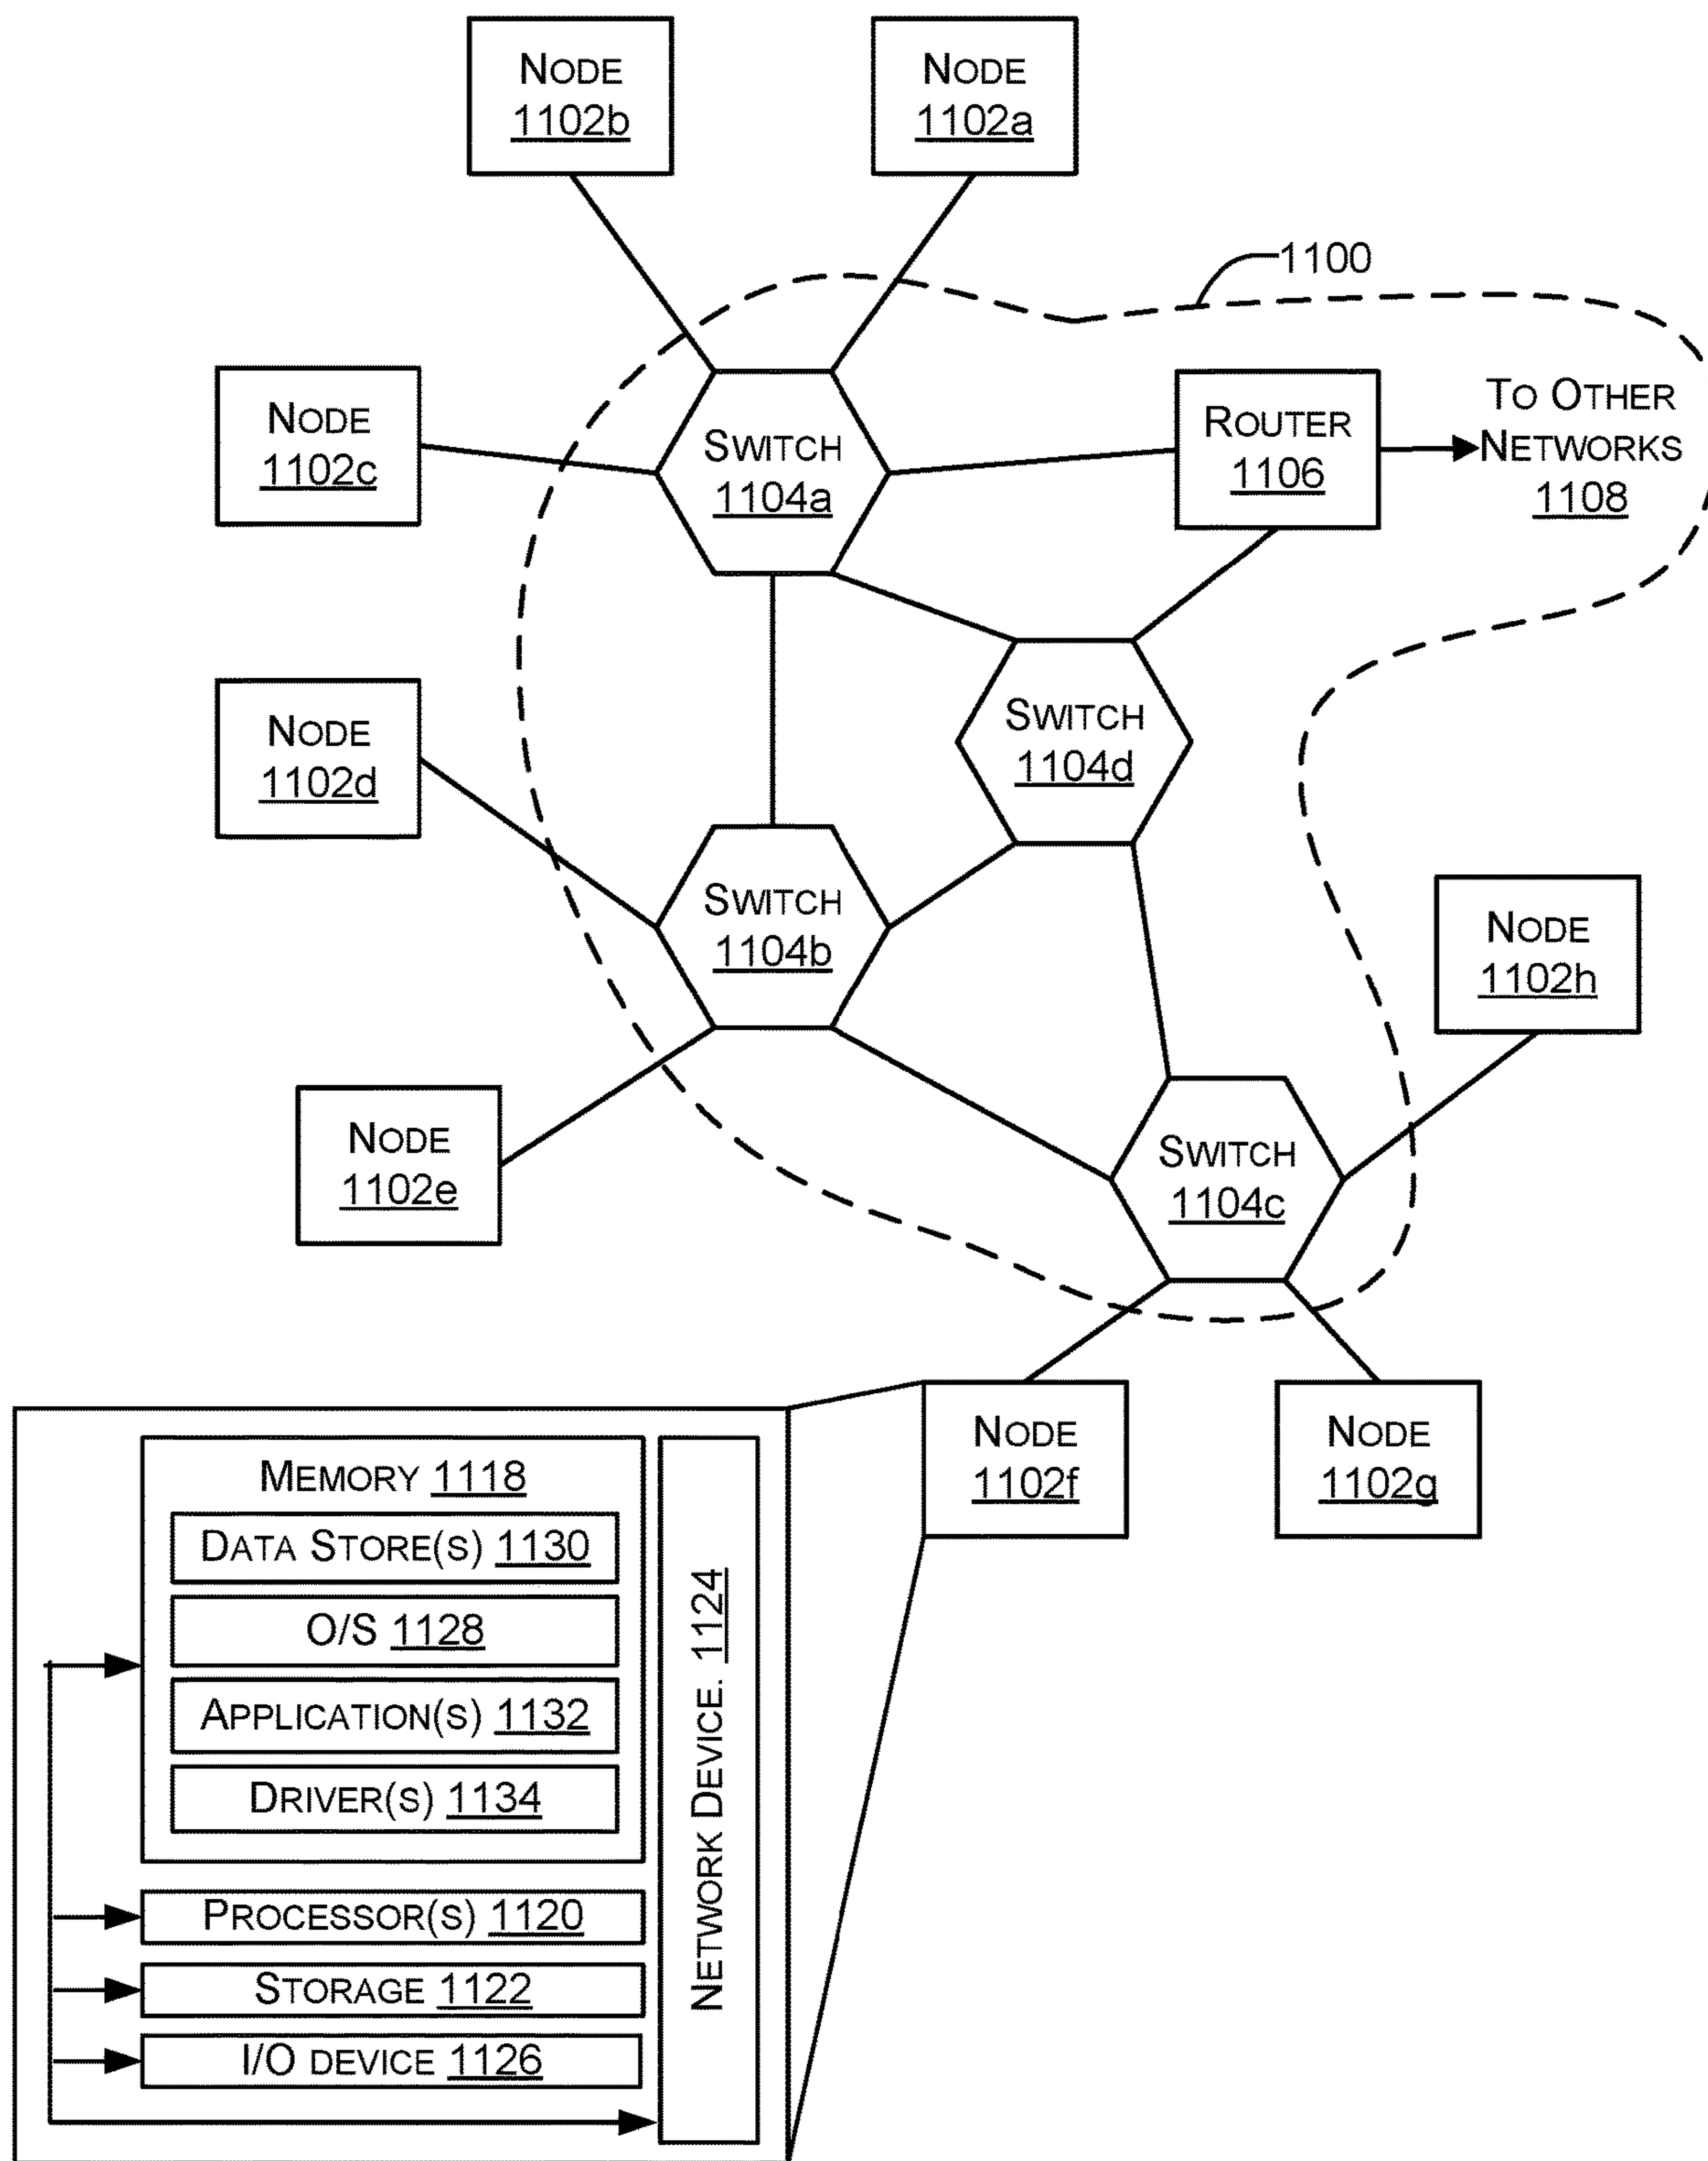 NODE
1102b
NODE
1102a
1100
NODE
1102c
SWITCH
1104a
ROUTER
1106
TO OTHER
NETWORKS
1108
NODE
1102d
SWITCH
1104d
SWITCH
1104b
NODE
1102h
NODE
1102e
SWITCH
1104c
NODE
1102f
NODE
1102g
MEMORY 1118
DATA STORE(S) 1130
O/S 1128
APPLICATION(S) 1132
DRIVER(S) 1134
PROCESSOR(S) 1120
STORAGE 1122
I/O DEVICE 1126
NETWORK DEVICE. 1124